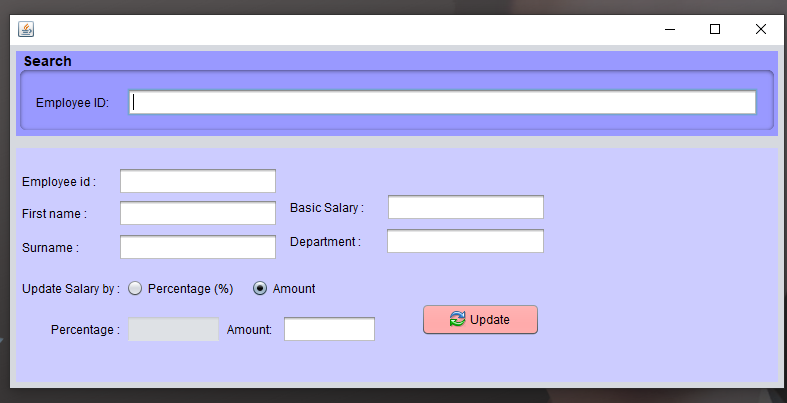 Search
Employee ID:
Employee id :
First name :
Basic Salary :
Surname :
Department :
Update Salary by : Percentage (%) Amount
Percentage : Amount: Update